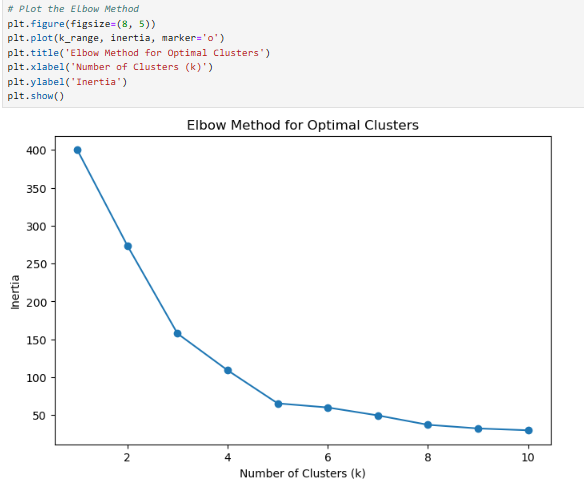 # Plot the Elbow Method
plt.figure(figsize=(8, 5))
plt.plot(k_range, inertia, marker='o')
plt.title('Elbow Method for Optimal Clusters')
plt.xlabel('Number of Clusters (k)')
plt.ylabel('Inertia')
plt.show()
Elbow Method for Optimal Clusters
400
350
300
250
200
150
100
50
Inertia
2 4 6 8 10
Number of Clusters (k)